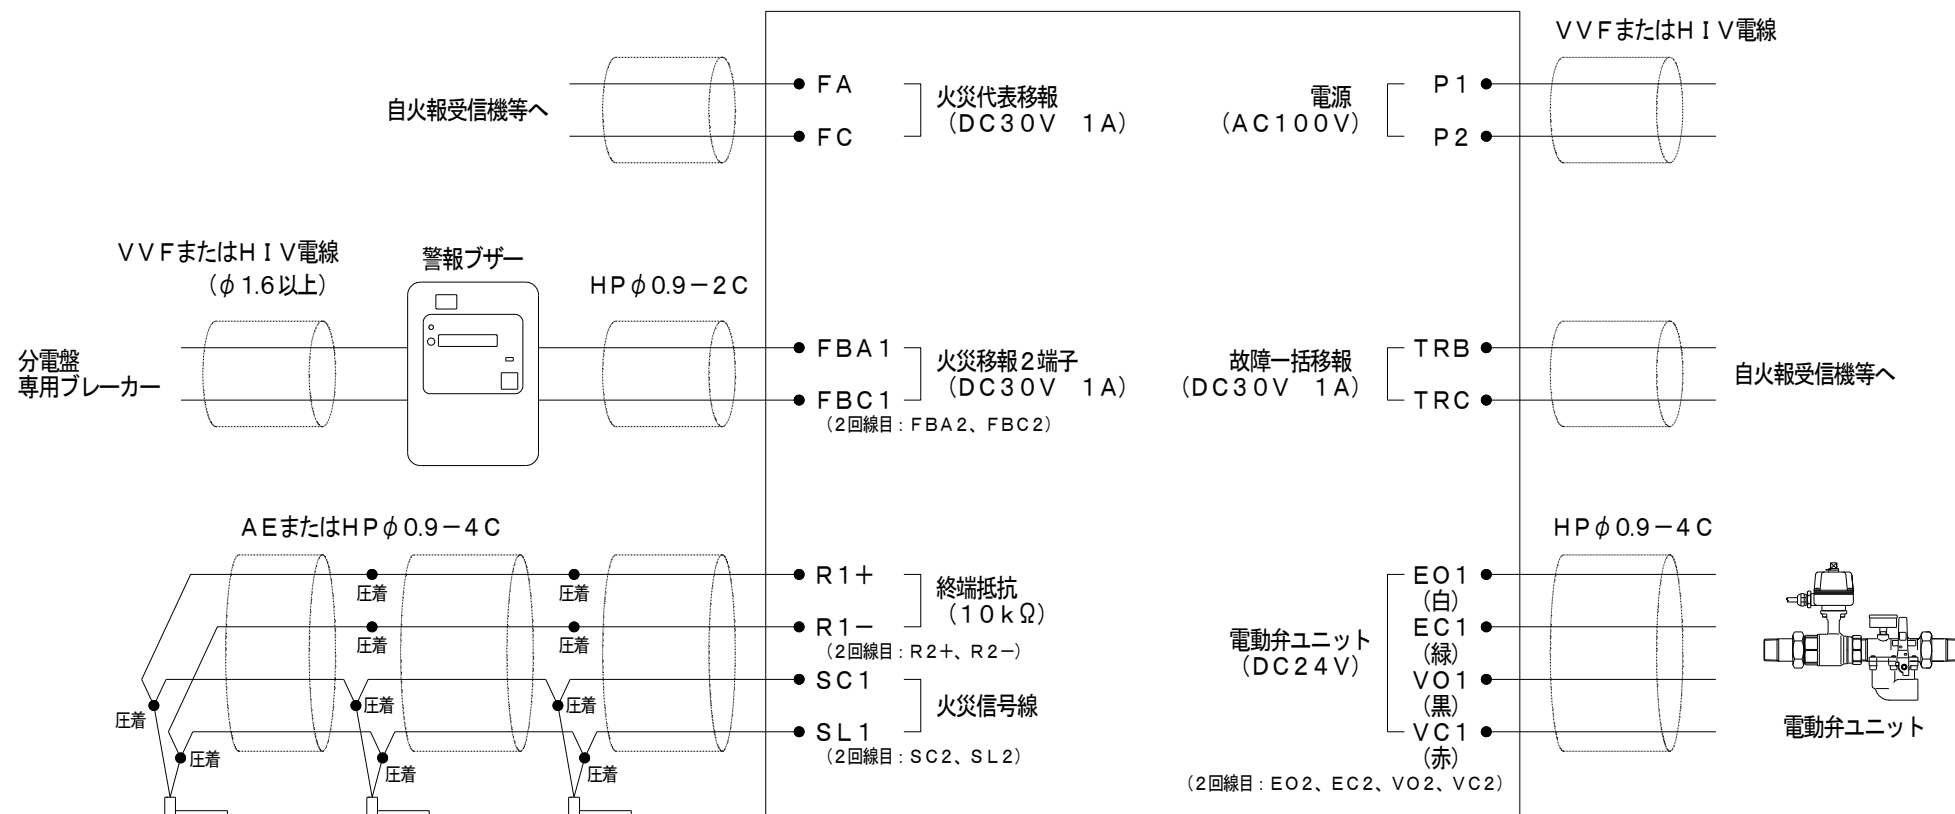 VVFまたはHIV電線
自火報受信機等へ
FA
FC
火災代表移報
(DC30V 1A)
電源
(AC100V)
P1
P2
VVFまたはHIV電線
(φ1.6以上)
警報ブザー
HPφ0.9-2C
分電盤
専用ブレーカー
FBA1
FBC1
火災移報2端子
(DC30V 1A)
(2回線目:FBA2、FBC2)
故障一括移報
(DC30V 1A)
TRB
TRC
自火報受信機等へ
AEまたはHPφ0.9-4C
圧着
圧着
圧着
圧着
圧着
圧着
圧着
圧着
圧着
圧着
R1+
R1-
終端抵抗
(10kΩ)
(2回線目:R2+、R2-)
SC1
SL1
火災信号線
(2回線目:SC2、SL2)
HPφ0.9-4C
電動弁ユニット
(DC24V)
EO1
(白)
EC1
(緑)
VO1
(黒)
VC1
(赤)
(2回線目:EO2、EC2、VO2、VC2)
電動弁ユニット